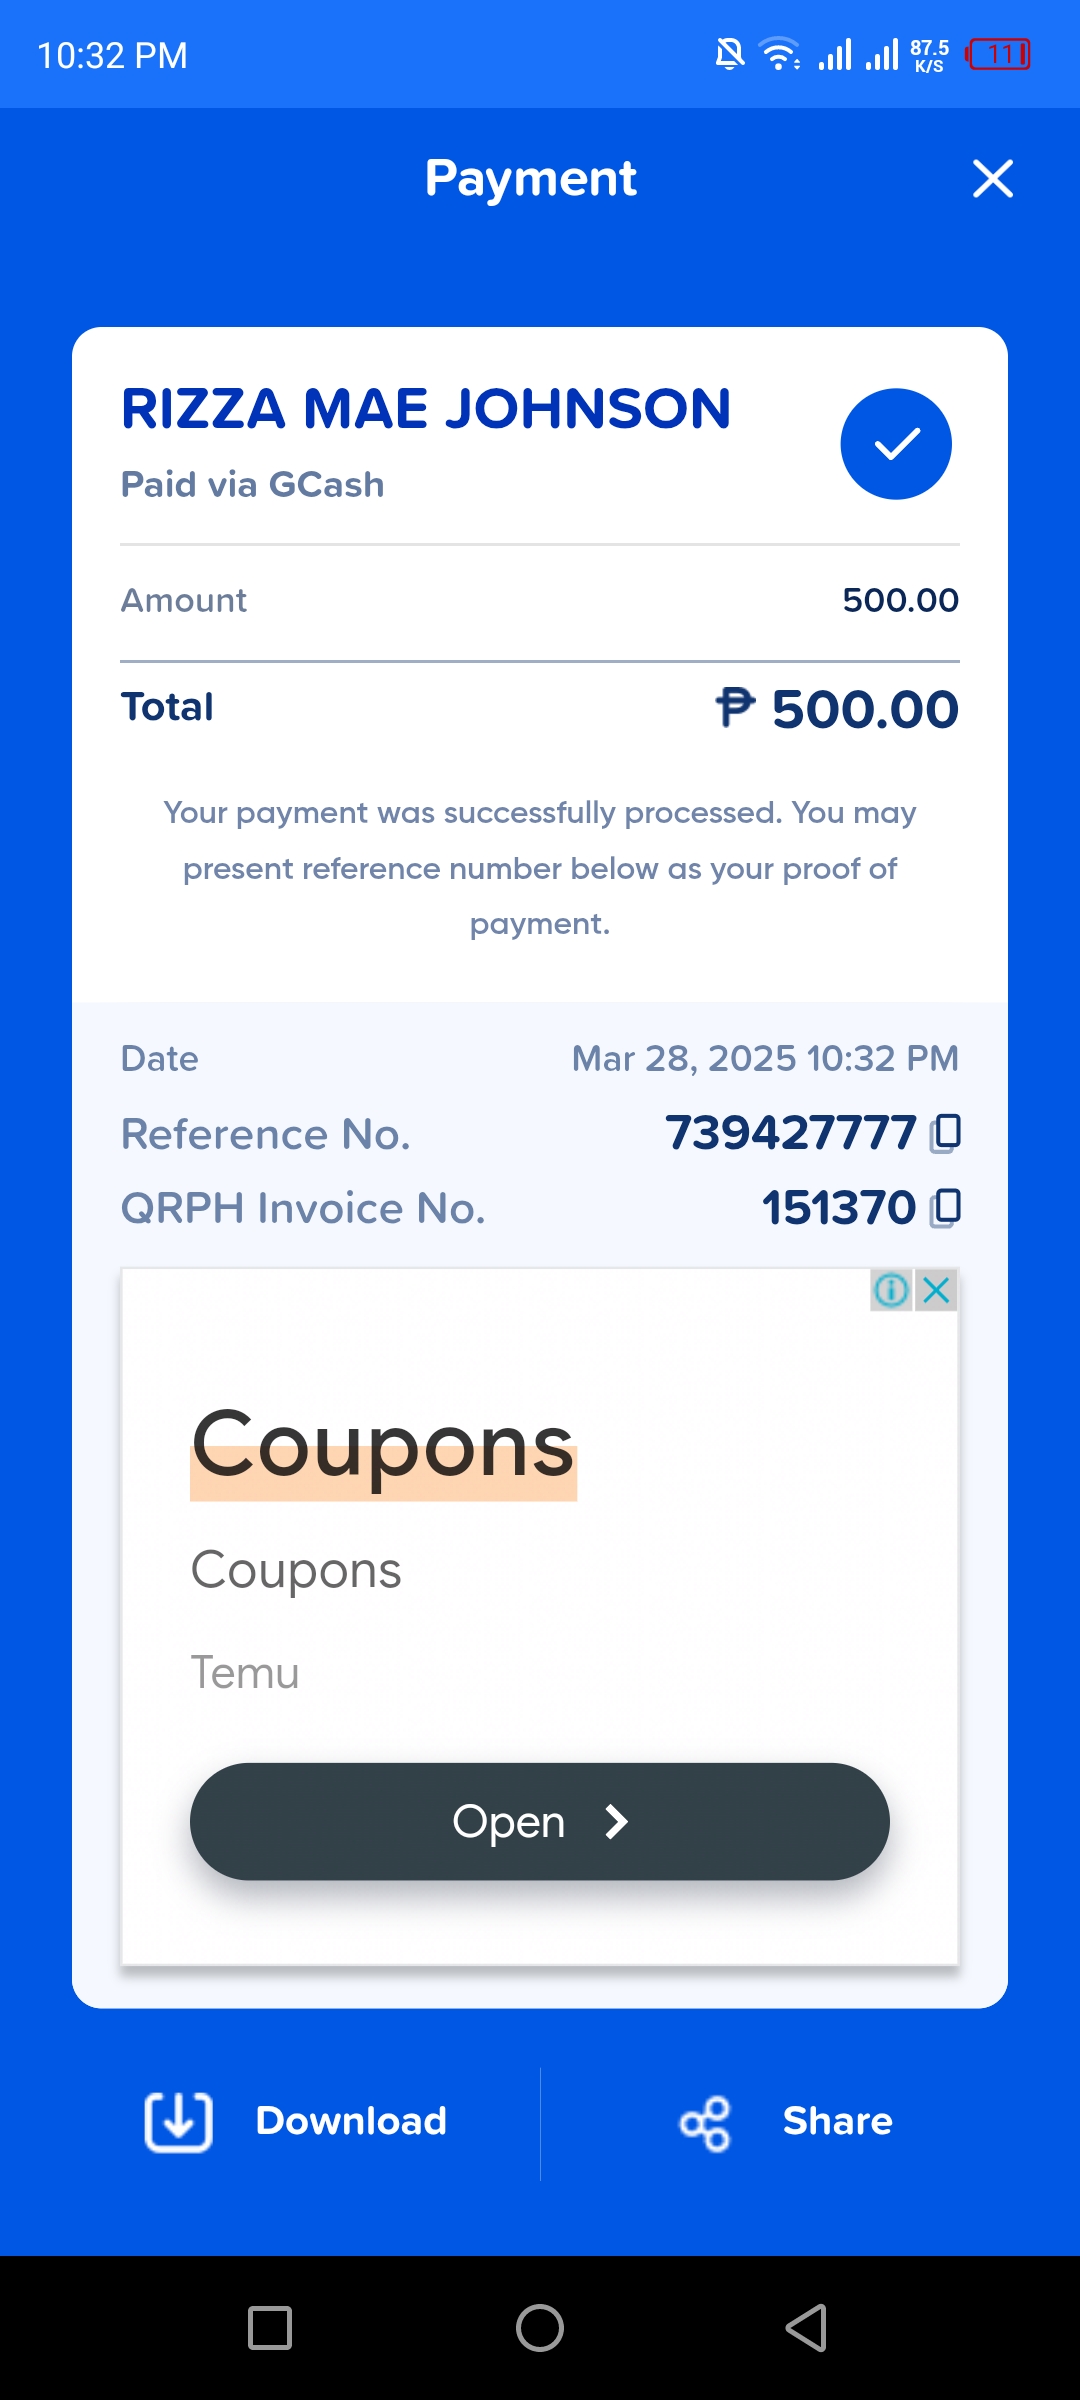 10:32 PM
87.5
K/S
11
Payment
RIZZA MAE JOHNSON
Paid via GCash
Amount 500.00
Total ₱ 500.00
Your payment was successfully processed. You may
present reference number below as your proof of
payment.
Date Mar 28, 2025 10:32 PM
Reference No. 739427777
QRPH Invoice No. 151370
Coupons
Coupons
Temu
Open
Download
Share